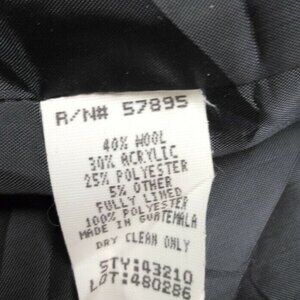 R/N# 57895
40% WOOL
30% ACRYLIC
25% POLYESTER
5% OTHER
FULLY LINED
100% POLYESTER
MADE IN GUATEMALA
DRY CLEAN ONLY
STY:43210
LOT:480286